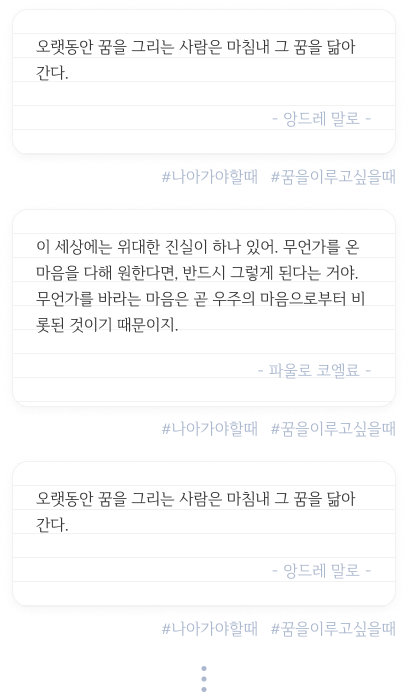 오랫동안 꿈을 그리는 사람은 마침내 그 꿈을 닮아
간다.
- 앙드레 말로 -
#나아가야할때 #꿈을이루고싶을때
이 세상에는 위대한 진실이 하나 있어. 무언가를 온
마음을 다해 원한다면, 반드시 그렇게 된다는 거야.
무언가를 바라는 마음은 곧 우주의 마음으로부터 비
롯된 것이기 때문이지.
- 파울로 코엘료 -
#나아가야할때 #꿈을이루고싶을때
오랫동안 꿈을 그리는 사람은 마침내 그 꿈을 닮아
간다.
- 앙드레 말로 -
#나아가야할때 #꿈을이루고싶을때